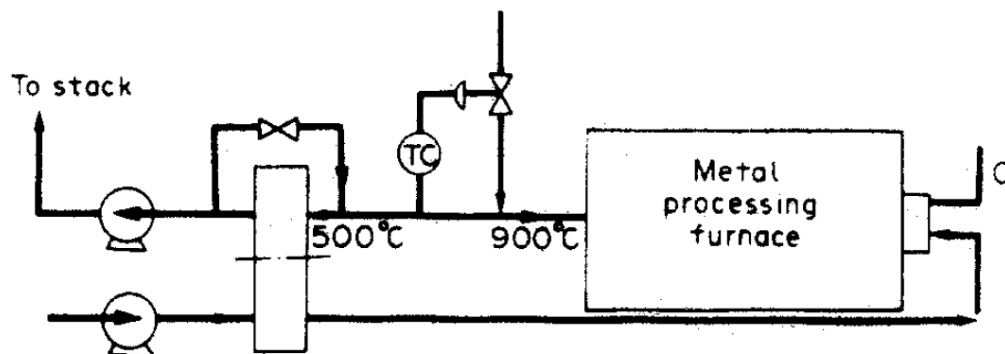 To stack
TC
Metal
processing
furnace
500°C
900°C